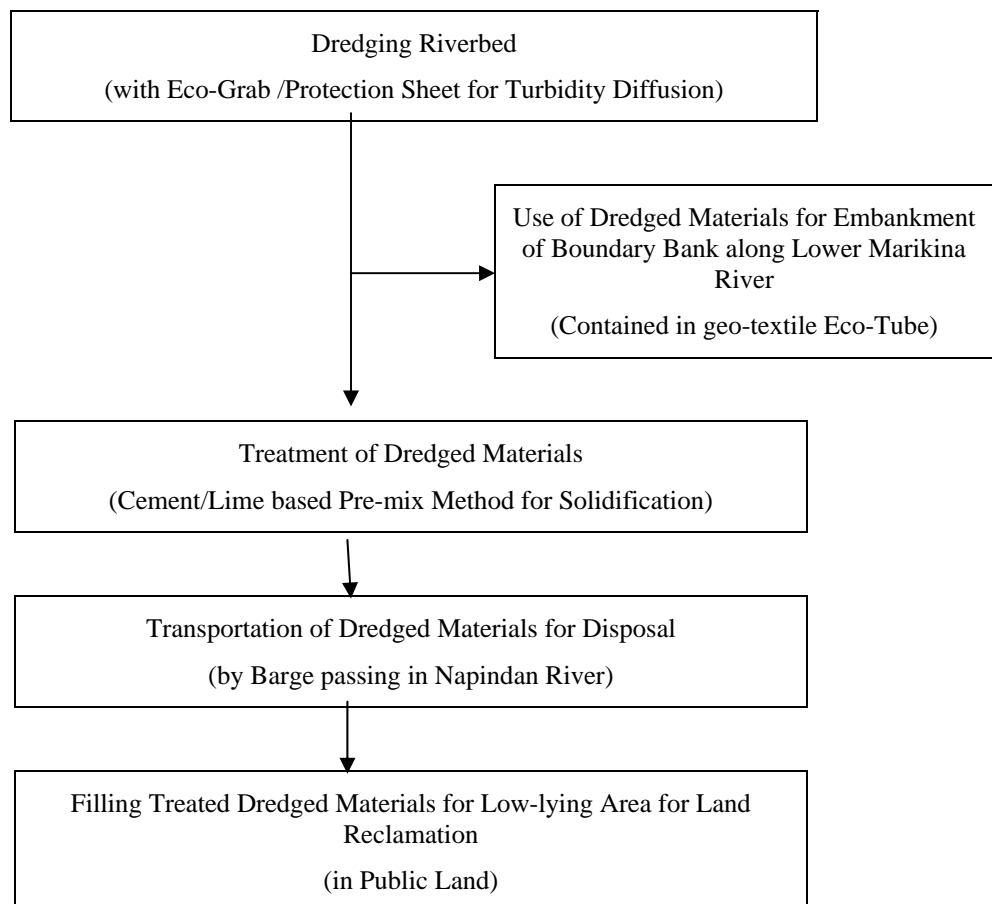 Dredging Riverbed
(with Eco-Grab /Protection Sheet for Turbidity Diffusion)
Use of Dredged Materials for Embankment
of Boundary Bank along Lower Marikina
River
(Contained in geo-textile Eco-Tube)
Treatment of Dredged Materials
(Cement/Lime based Pre-mix Method for Solidification)
Transportation of Dredged Materials for Disposal
(by Barge passing in Napindan River)
Filling Treated Dredged Materials for Low-lying Area for Land
Reclamation
(in Public Land)